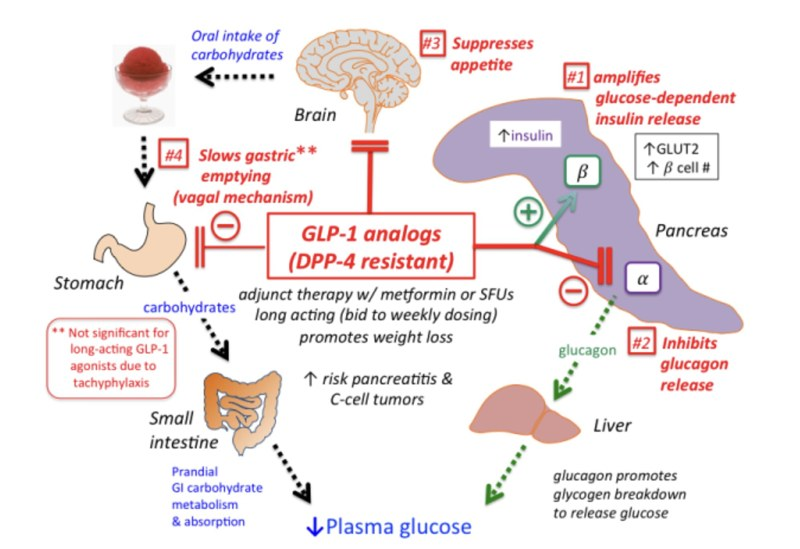 Oral intake of
carbohydrates
#3 Suppresses
appetite
Brain
#1 amplifies
glucose-dependent
insulin release
↑insulin
↑GLUT2
↑ β cell #
β
#4 Slows gastric**
emptying
(vagal mechanism)
+
−
GLP-1 analogs
(DPP-4 resistant)
Pancreas
α
−
Stomach
adjunct therapy w/ metformin or SFUs
long acting (bid to weekly dosing)
promotes weight loss
carbohydrates
** Not significant for
long-acting GLP-1
agonists due to
tachyphylaxis
glucagon
#2 Inhibits
glucagon
release
↑ risk pancreatitis &
C-cell tumors
Small
intestine
Liver
Prandial
GI carbohydrate
metabolism
& absorption
glucagon promotes
glycogen breakdown
to release glucose
↓Plasma glucose